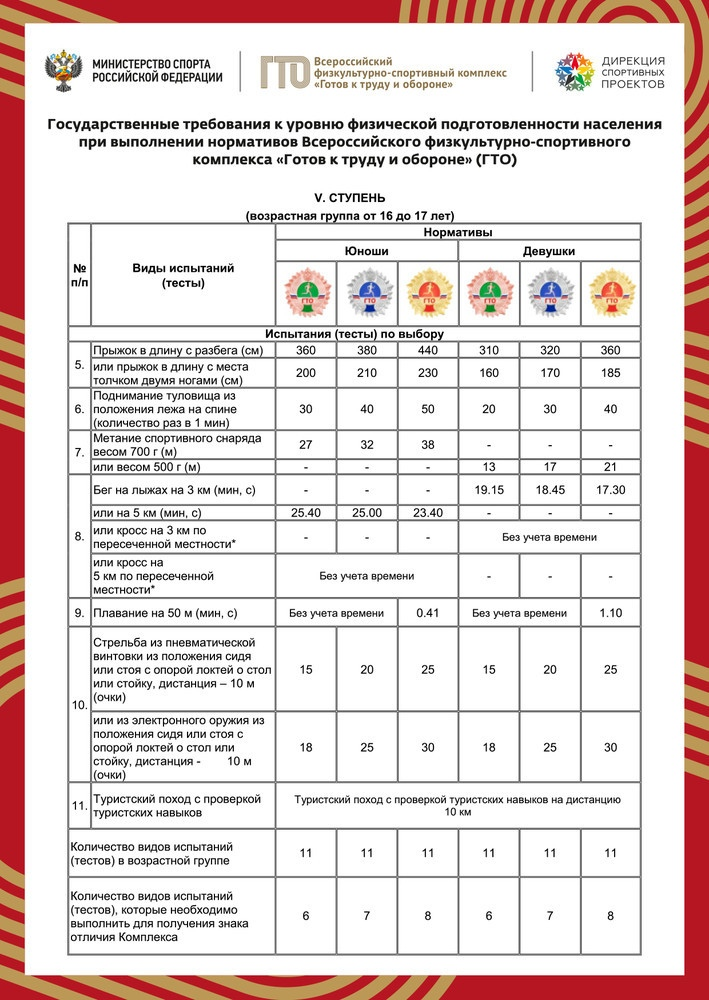 МИНИСТЕРСТВО СПОРТА
РОССИЙСКОЙ ФЕДЕРАЦИИ
ГТО
Всероссийский
физкультурно-спортивный комплекс
«Готов к труду и обороне»
ДИРЕКЦИЯ
СПОРТИВНЫХ
ПРОЕКТОВ
Государственные требования к уровню физической подготовленности населения
при выполнении нормативов Всероссийского физкультурно-спортивного
комплекса «Готов к труду и обороне» (ГТО)
V. СТУПЕНЬ
(возрастная группа от 16 до 17 лет)
№
п/п
Виды испытаний
(тесты)
Нормативы
Юноши Девушки
ГТО ГТО ГТО ГТО ГТО ГТО
Испытания (тесты) по выбору
5.
Прыжок в длину с разбега (см) 360 380 440 310 320 360
или прыжок в длину с места
толчком двумя ногами (см) 200 210 230 160 170 185
6.
Поднимание туловища из
положения лежа на спине
(количество раз в 1 мин) 30 40 50 20 30 40
7.
Метание спортивного снаряда
весом 700 г (м) 27 32 38 - - -
или весом 500 г (м) - - - 13 17 21
8.
Бег на лыжах на 3 км (мин, с) - - - 19.15 18.45 17.30
или на 5 км (мин, с) 25.40 25.00 23.40 - - -
или кросс на 3 км по
пересеченной местности* - - - Без учета времени
или кросс на
5 км по пересеченной
местности* Без учета времени - - -
9. Плавание на 50 м (мин, с) Без учета времени 0.41 Без учета времени 1.10
10.
Стрельба из пневматической
винтовки из положения сидя
или стоя с опорой локтей о стол
или стойку, дистанция – 10 м
(очки) 15 20 25 15 20 25
или из электронного оружия из
положения сидя или стоя с
опорой локтей о стол или
стойку, дистанция - 10 м
(очки) 18 25 30 18 25 30
11.
Туристский поход с проверкой
туристских навыков
Туристский поход с проверкой туристских навыков на дистанцию
10 км
Количество видов испытаний
(тестов) в возрастной группе 11 11 11 11 11 11
Количество видов испытаний
(тестов), которые необходимо
выполнить для получения знака
отличия Комплекса 6 7 8 6 7 8